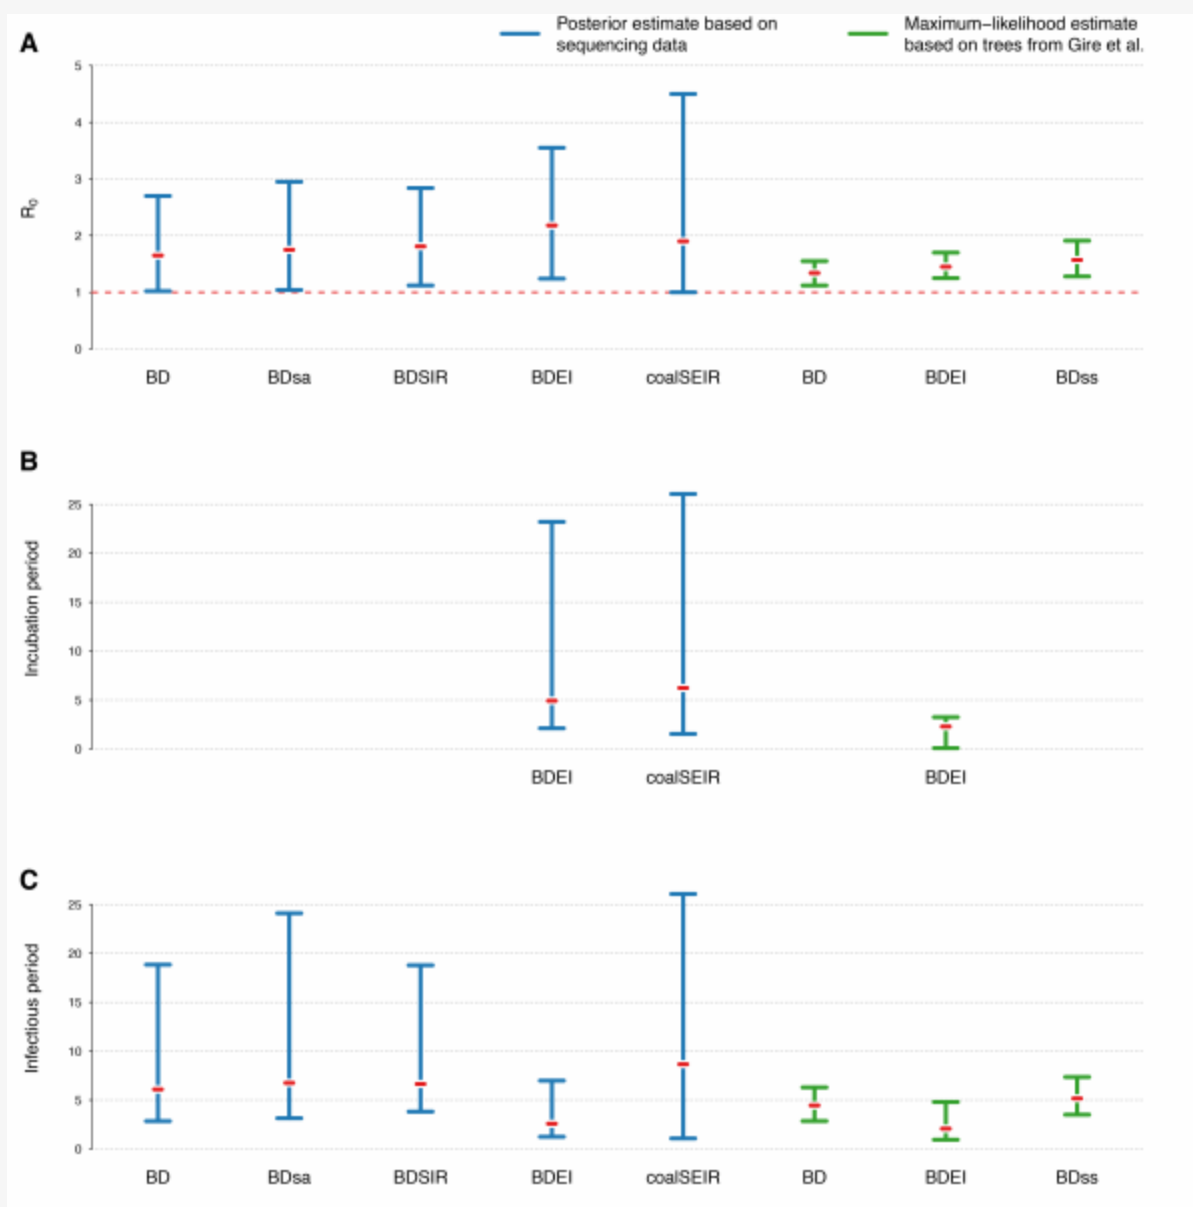 A
Posterior estimate based on
sequencing data
Maximum−likelihood estimate
based on trees from Gire et al.
5
4
3
2
1
0
R0
BD BDsa BDSIR BDEI coalSEIR BD BDEI BDss
B
25
20
15
10
5
0
Incubation period
BDEI coalSEIR BDEI
C
25
20
15
10
5
0
Infectious period
BD BDsa BDSIR BDEI coalSEIR BD BDEI BDss